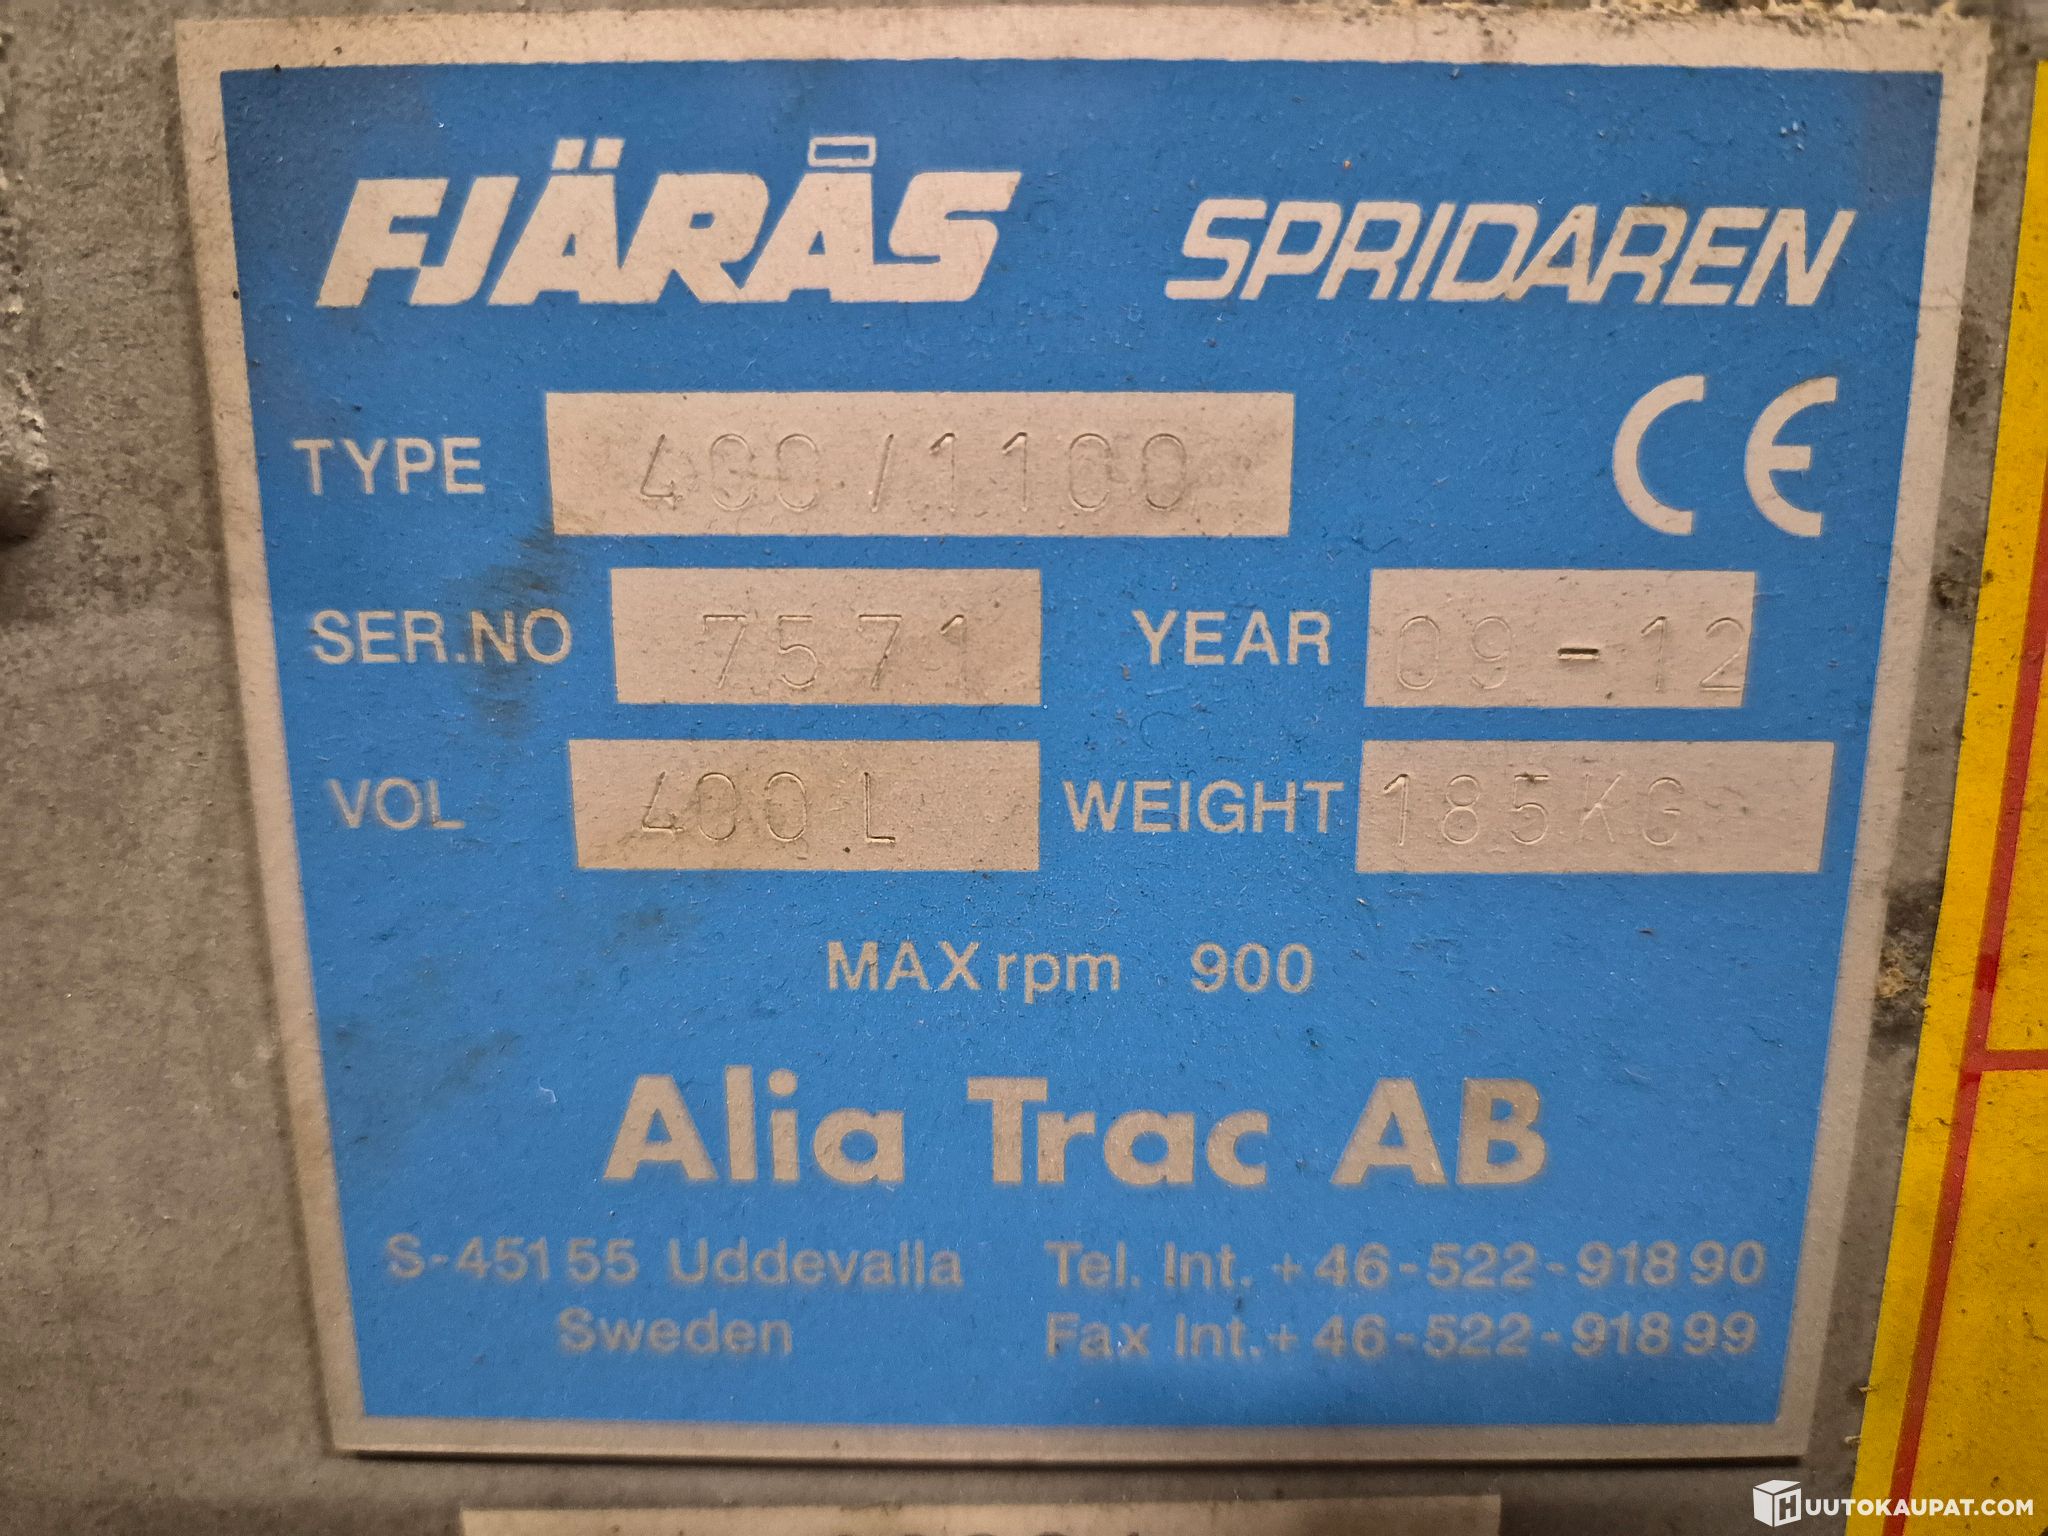 FJÄRÅS SPRIDAREN
TYPE 400/1100 CE
SER.NO 7571 YEAR 09-12
VOL 400 L WEIGHT 185KG
MAX rpm 900
Alia Trac AB
S-451 55 Uddevalla Tel. Int. +46-522-918 90
Sweden Fax Int. +46-522-918 99
HUUTOKAUPAT.COM